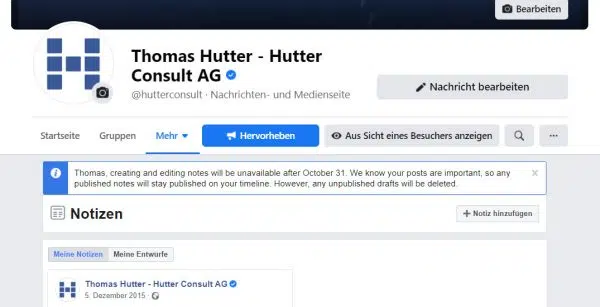 Bearbeiten
Thomas Hutter - Hutter
Consult AG
@hutterconsult · Nachrichten- und Medienseite
Nachricht bearbeiten
Startseite Gruppen Mehr Hervorheben Aus Sicht eines Besuchers anzeigen ...
Thomas, creating and editing notes will be unavailable after October 31. We know your posts are important, so any
published notes will stay published on your timeline. However, any unpublished drafts will be deleted.
Notizen
+ Notiz hinzufügen
Meine Notizen Meine Entwürfe
Thomas Hutter - Hutter Consult AG
5. Dezember 2015 ·